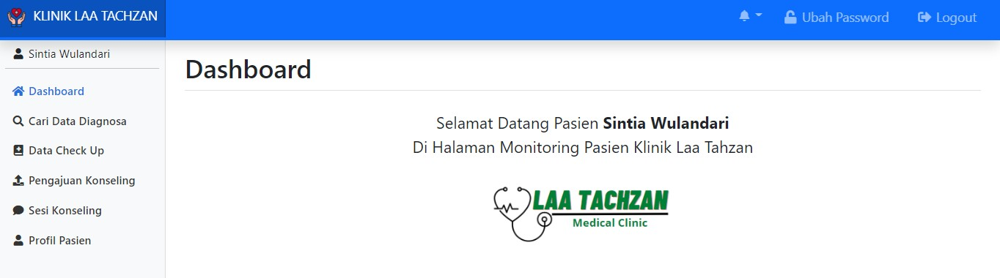 KLINIK LAA TACHZAN
Ubah Password
Logout
Sintia Wulandari
Dashboard
Cari Data Diagnosa
Data Check Up
Pengajuan Konseling
Sesi Konseling
Profil Pasien
Dashboard
Selamat Datang Pasien Sintia Wulandari
Di Halaman Monitoring Pasien Klinik Laa Tahzan
LAA TACHZAN
Medical Clinic